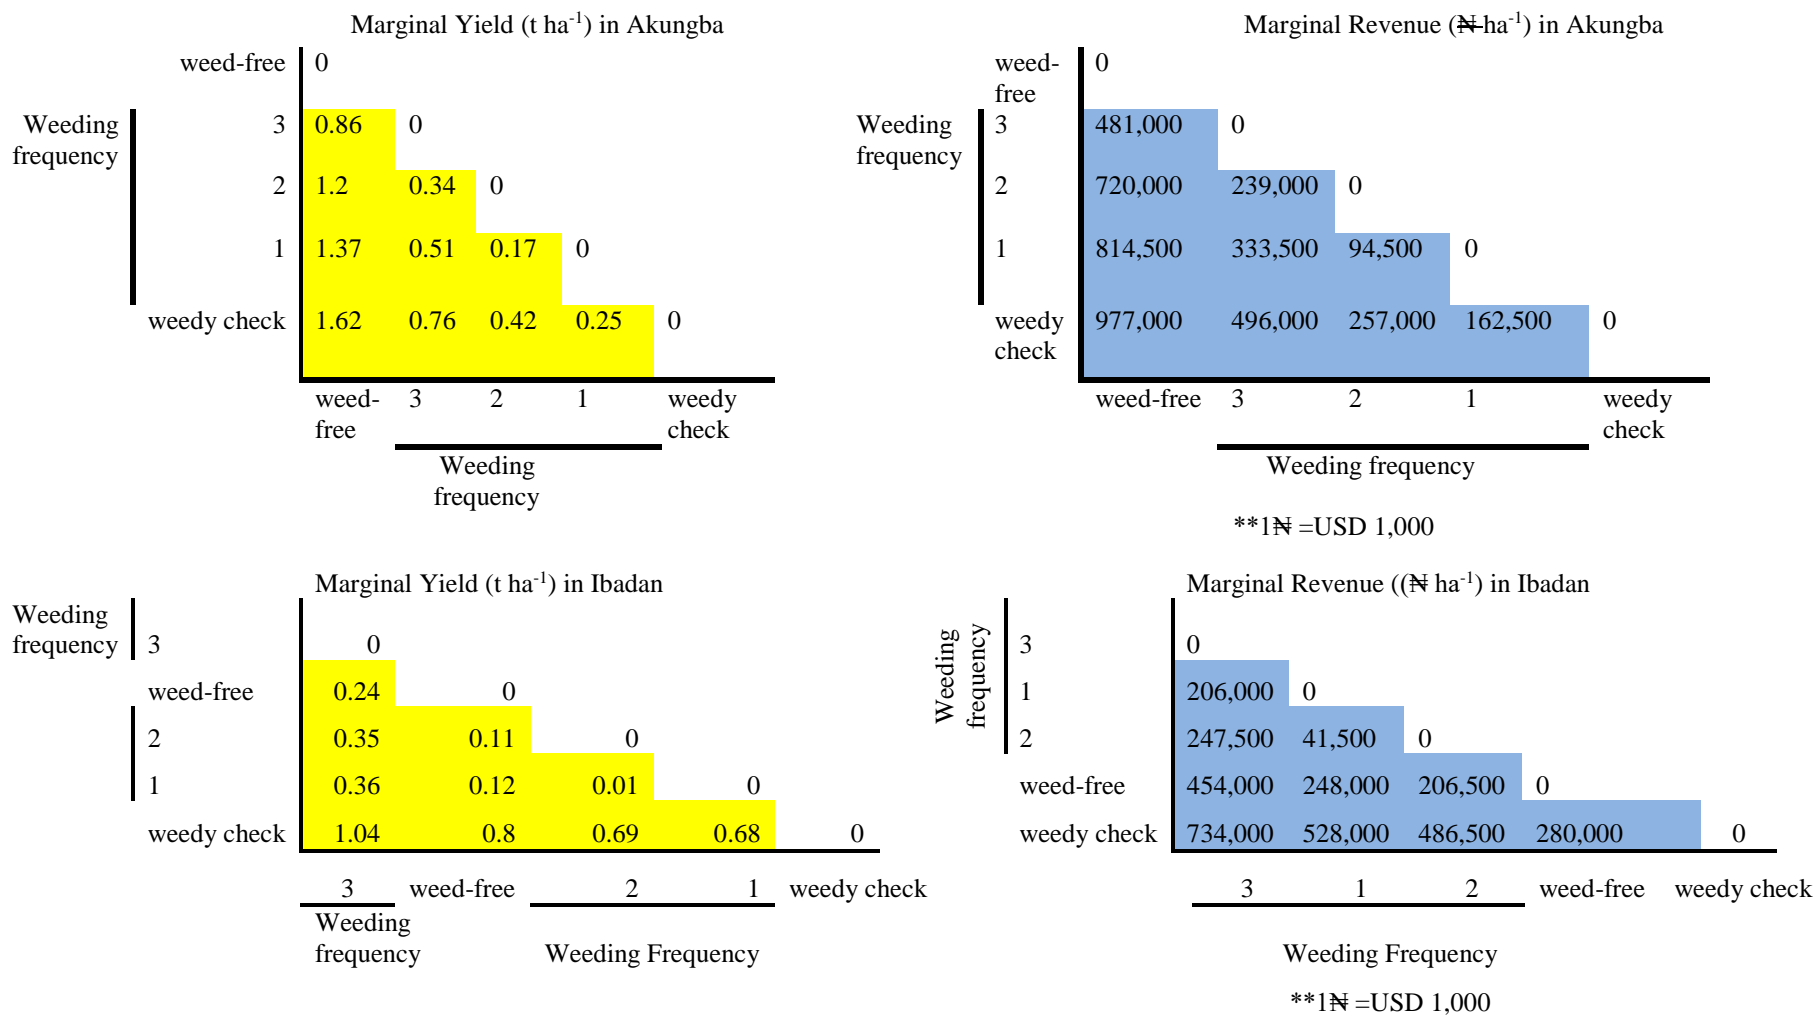 Marginal Yield (t ha⁻¹) in Akungba
weed-free 0
Weeding 3 0.86 0
frequency
2 1.2 0.34 0
1 1.37 0.51 0.17 0
weedy check 1.62 0.76 0.42 0.25 0
weed- 3 2 1 weedy
free check
Weeding
frequency
Marginal Revenue (₦ ha⁻¹) in Akungba
weed- 0
free
Weeding 3 481,000 0
frequency
2 720,000 239,000 0
1 814,500 333,500 94,500 0
weedy 977,000 496,000 257,000 162,500 0
check
weed-free 3 2 1 weedy
check
Weeding frequency
**1₦ =USD 1,000
Marginal Yield (t ha⁻¹) in Ibadan
Weeding
frequency 3 0
weed-free 0.24 0
2 0.35 0.11 0
1 0.36 0.12 0.01 0
weedy check 1.04 0.8 0.69 0.68 0
3 weed-free 2 1 weedy check
Weeding
frequency Weeding Frequency
Marginal Revenue ((₦ ha⁻¹) in Ibadan
Weeding
frequency
3 0
1 206,000 0
2 247,500 41,500 0
weed-free 454,000 248,000 206,500 0
weedy check 734,000 528,000 486,500 280,000 0
3 1 2 weed-free weedy check
Weeding Frequency
**1₦ =USD 1,000